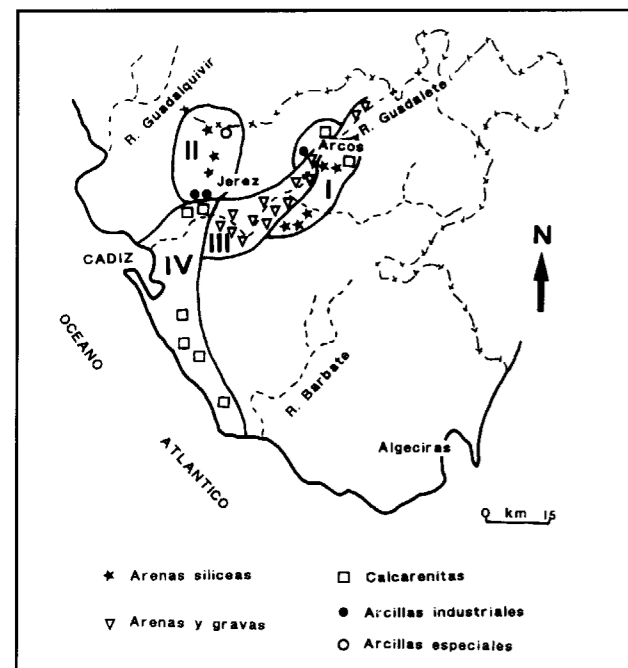 R. Guadalquivir
R. Guadalete
II
Arcos
Jerez
I
III
N
CADIZ
IV
OCEANO
R. Barbate
ATLANTICO
Algeciras
0 km 15
Arenas siliceas
Calcarenitas
Arcillas industriales
Arenas y gravas
Arcillas especiales